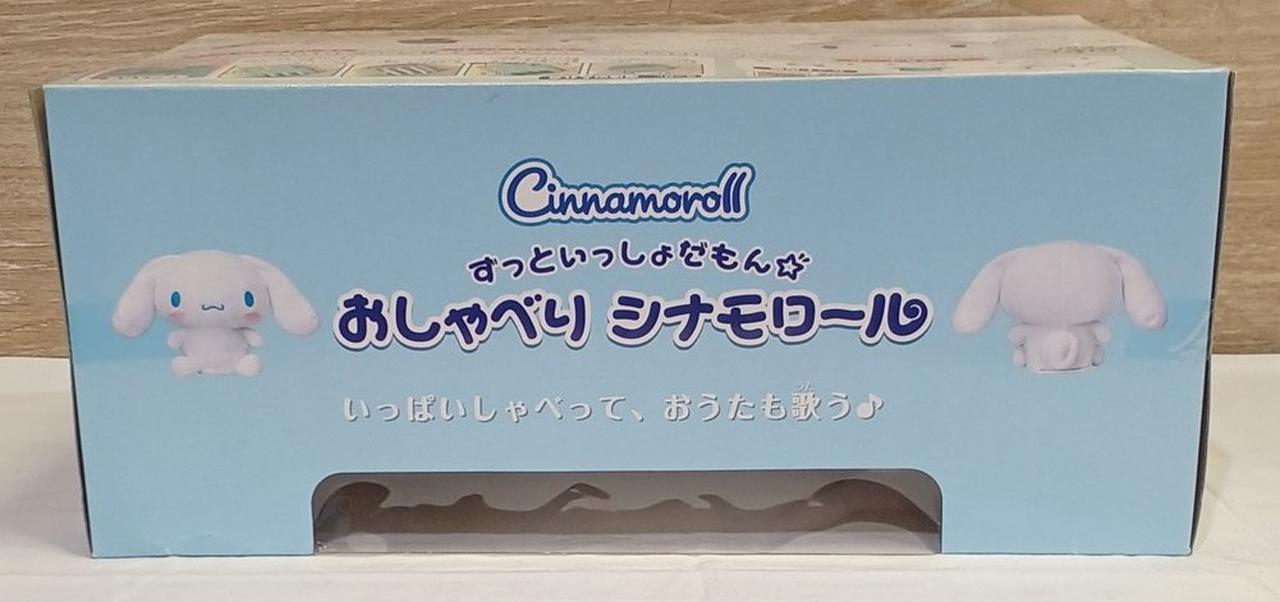 Cinnamoroll
ずっといっしょだもん☆
おしゃべり シナモロール
いっぱいしゃべって、おうたも歌う♪